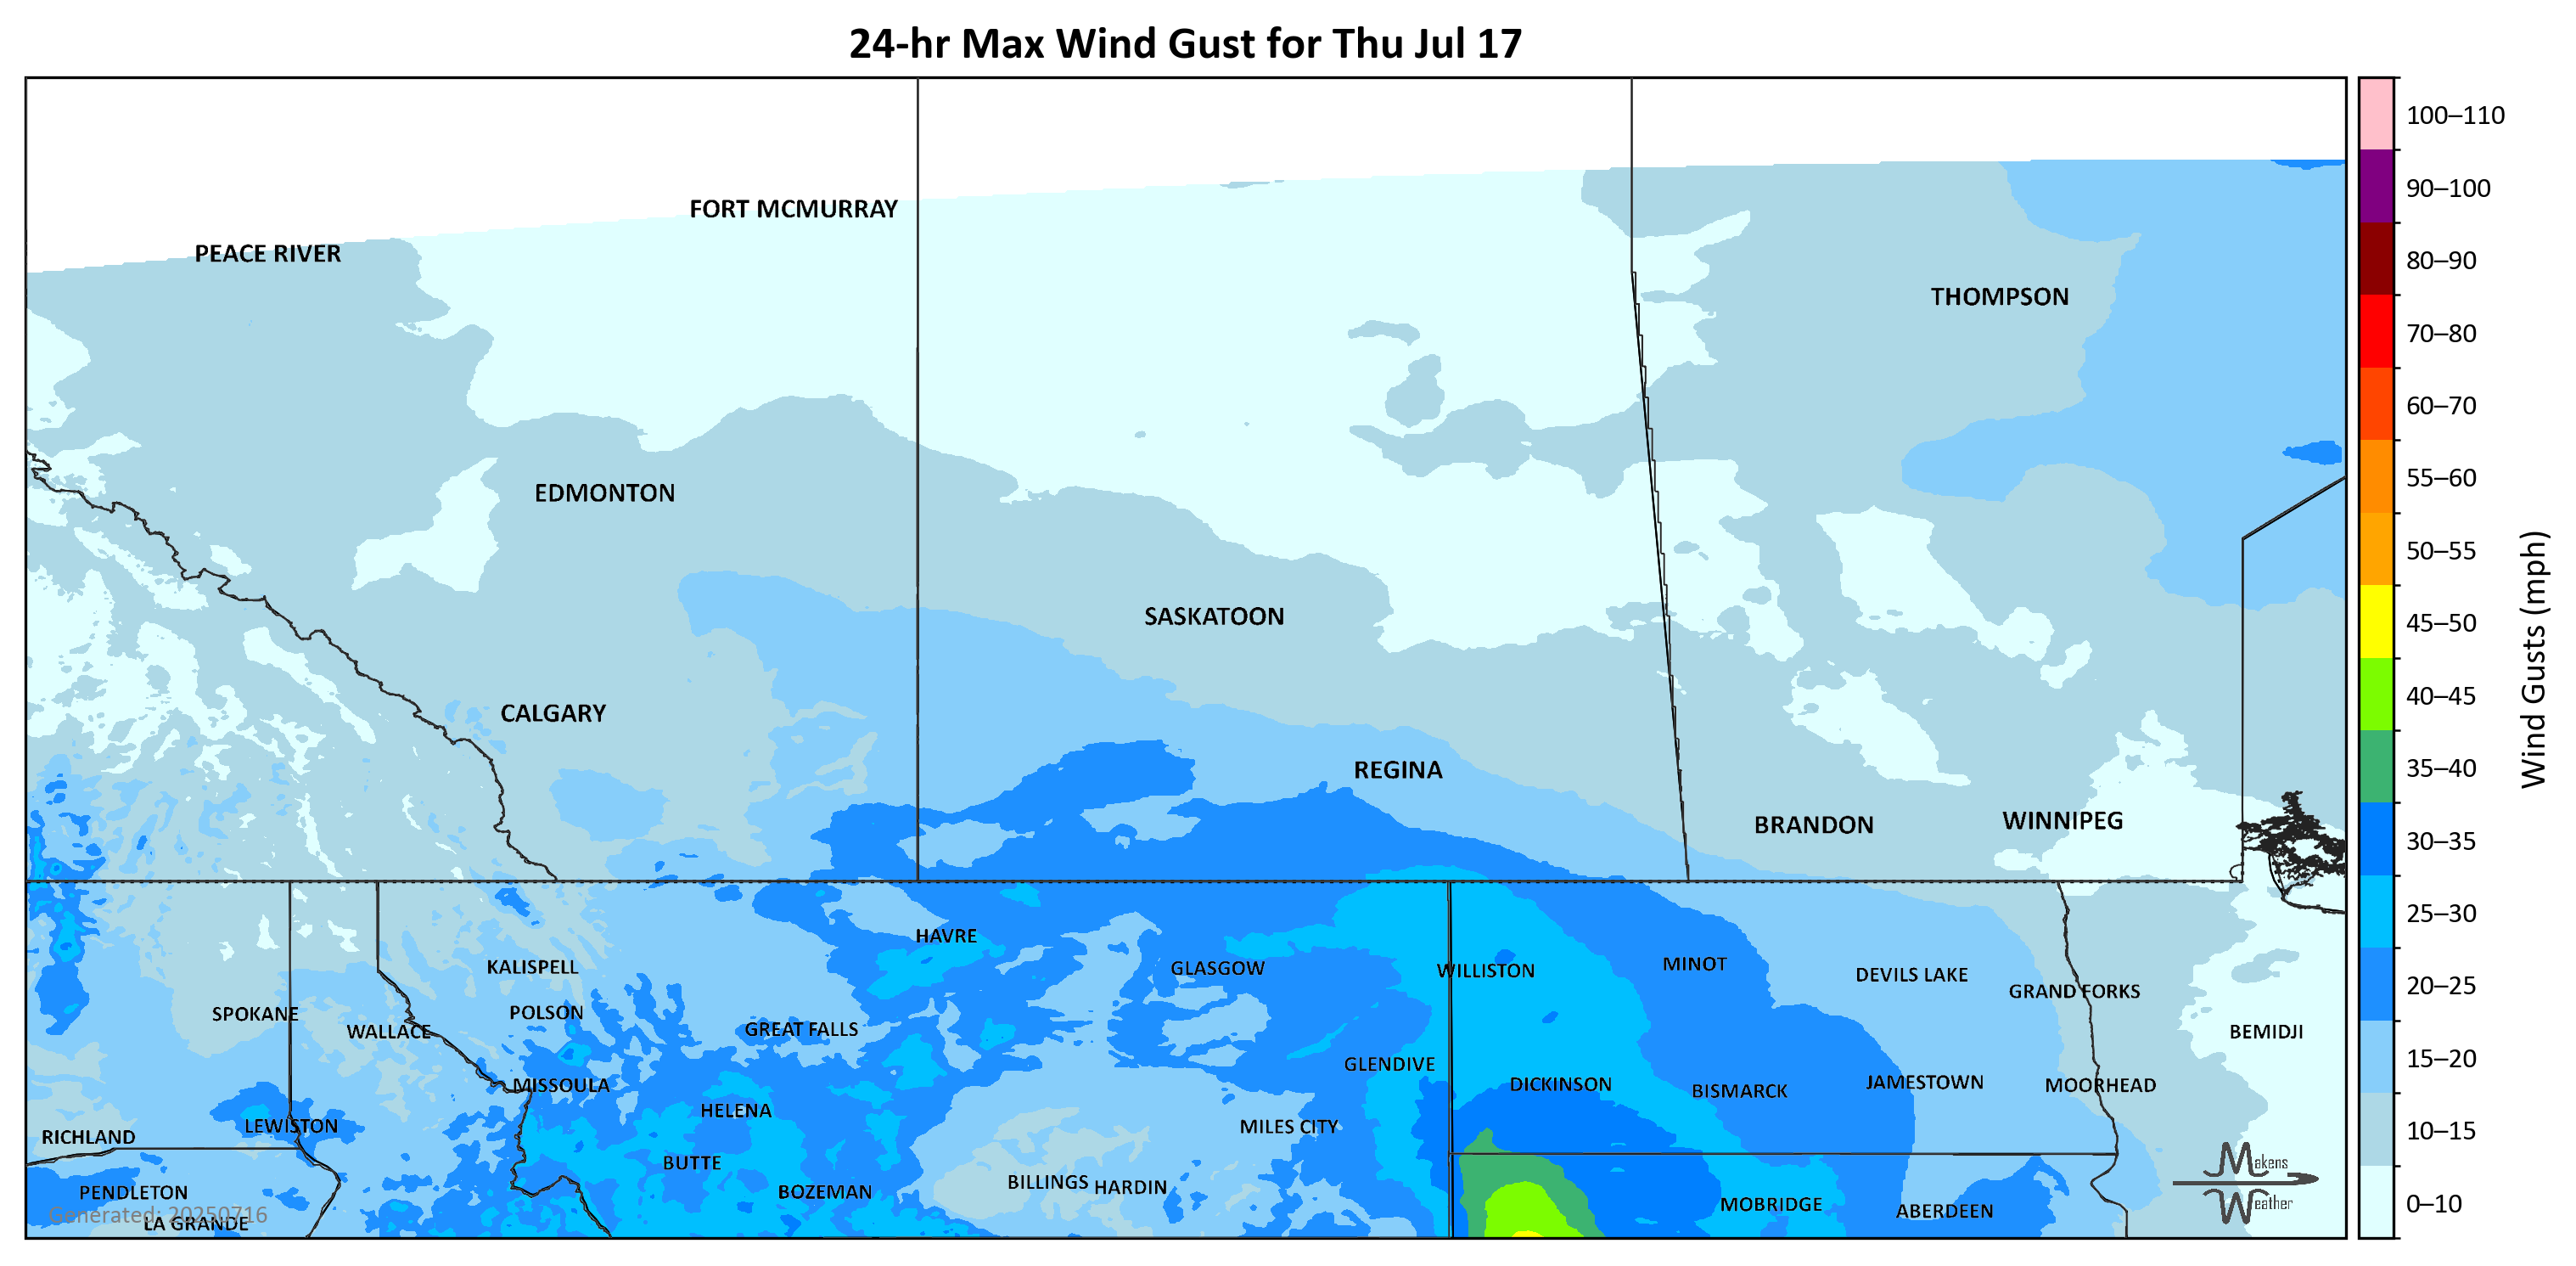 24-hr Max Wind Gust for Thu Jul 17
100–110
90–100
80–90
70–80
60–70
55–60
50–55
45–50
40–45
35–40
30–35
25–30
20–25
15–20
10–15
0–10
Wind Gusts (mph)
FORT MCMURRAY
PEACE RIVER
THOMPSON
EDMONTON
SASKATOON
CALGARY
REGINA
BRANDON
WINNIPEG
HAVRE
KALISPELL
GLASGOW
WILLISTON
MINOT
DEVILS LAKE
GRAND FORKS
SPOKANE
POLSON
WALLACE
GREAT FALLS
BEMIDJI
GLENDIVE
MISSOULA
DICKINSON
BISMARCK
JAMESTOWN
MOORHEAD
HELENA
LEWISTON
MILES CITY
RICHLAND
BUTTE
BILLINGS
HARDIN
PENDLETON
BOZEMAN
MOBRIDGE
ABERDEEN
Generated: 20250716
LA GRANDE
Makens
Weather